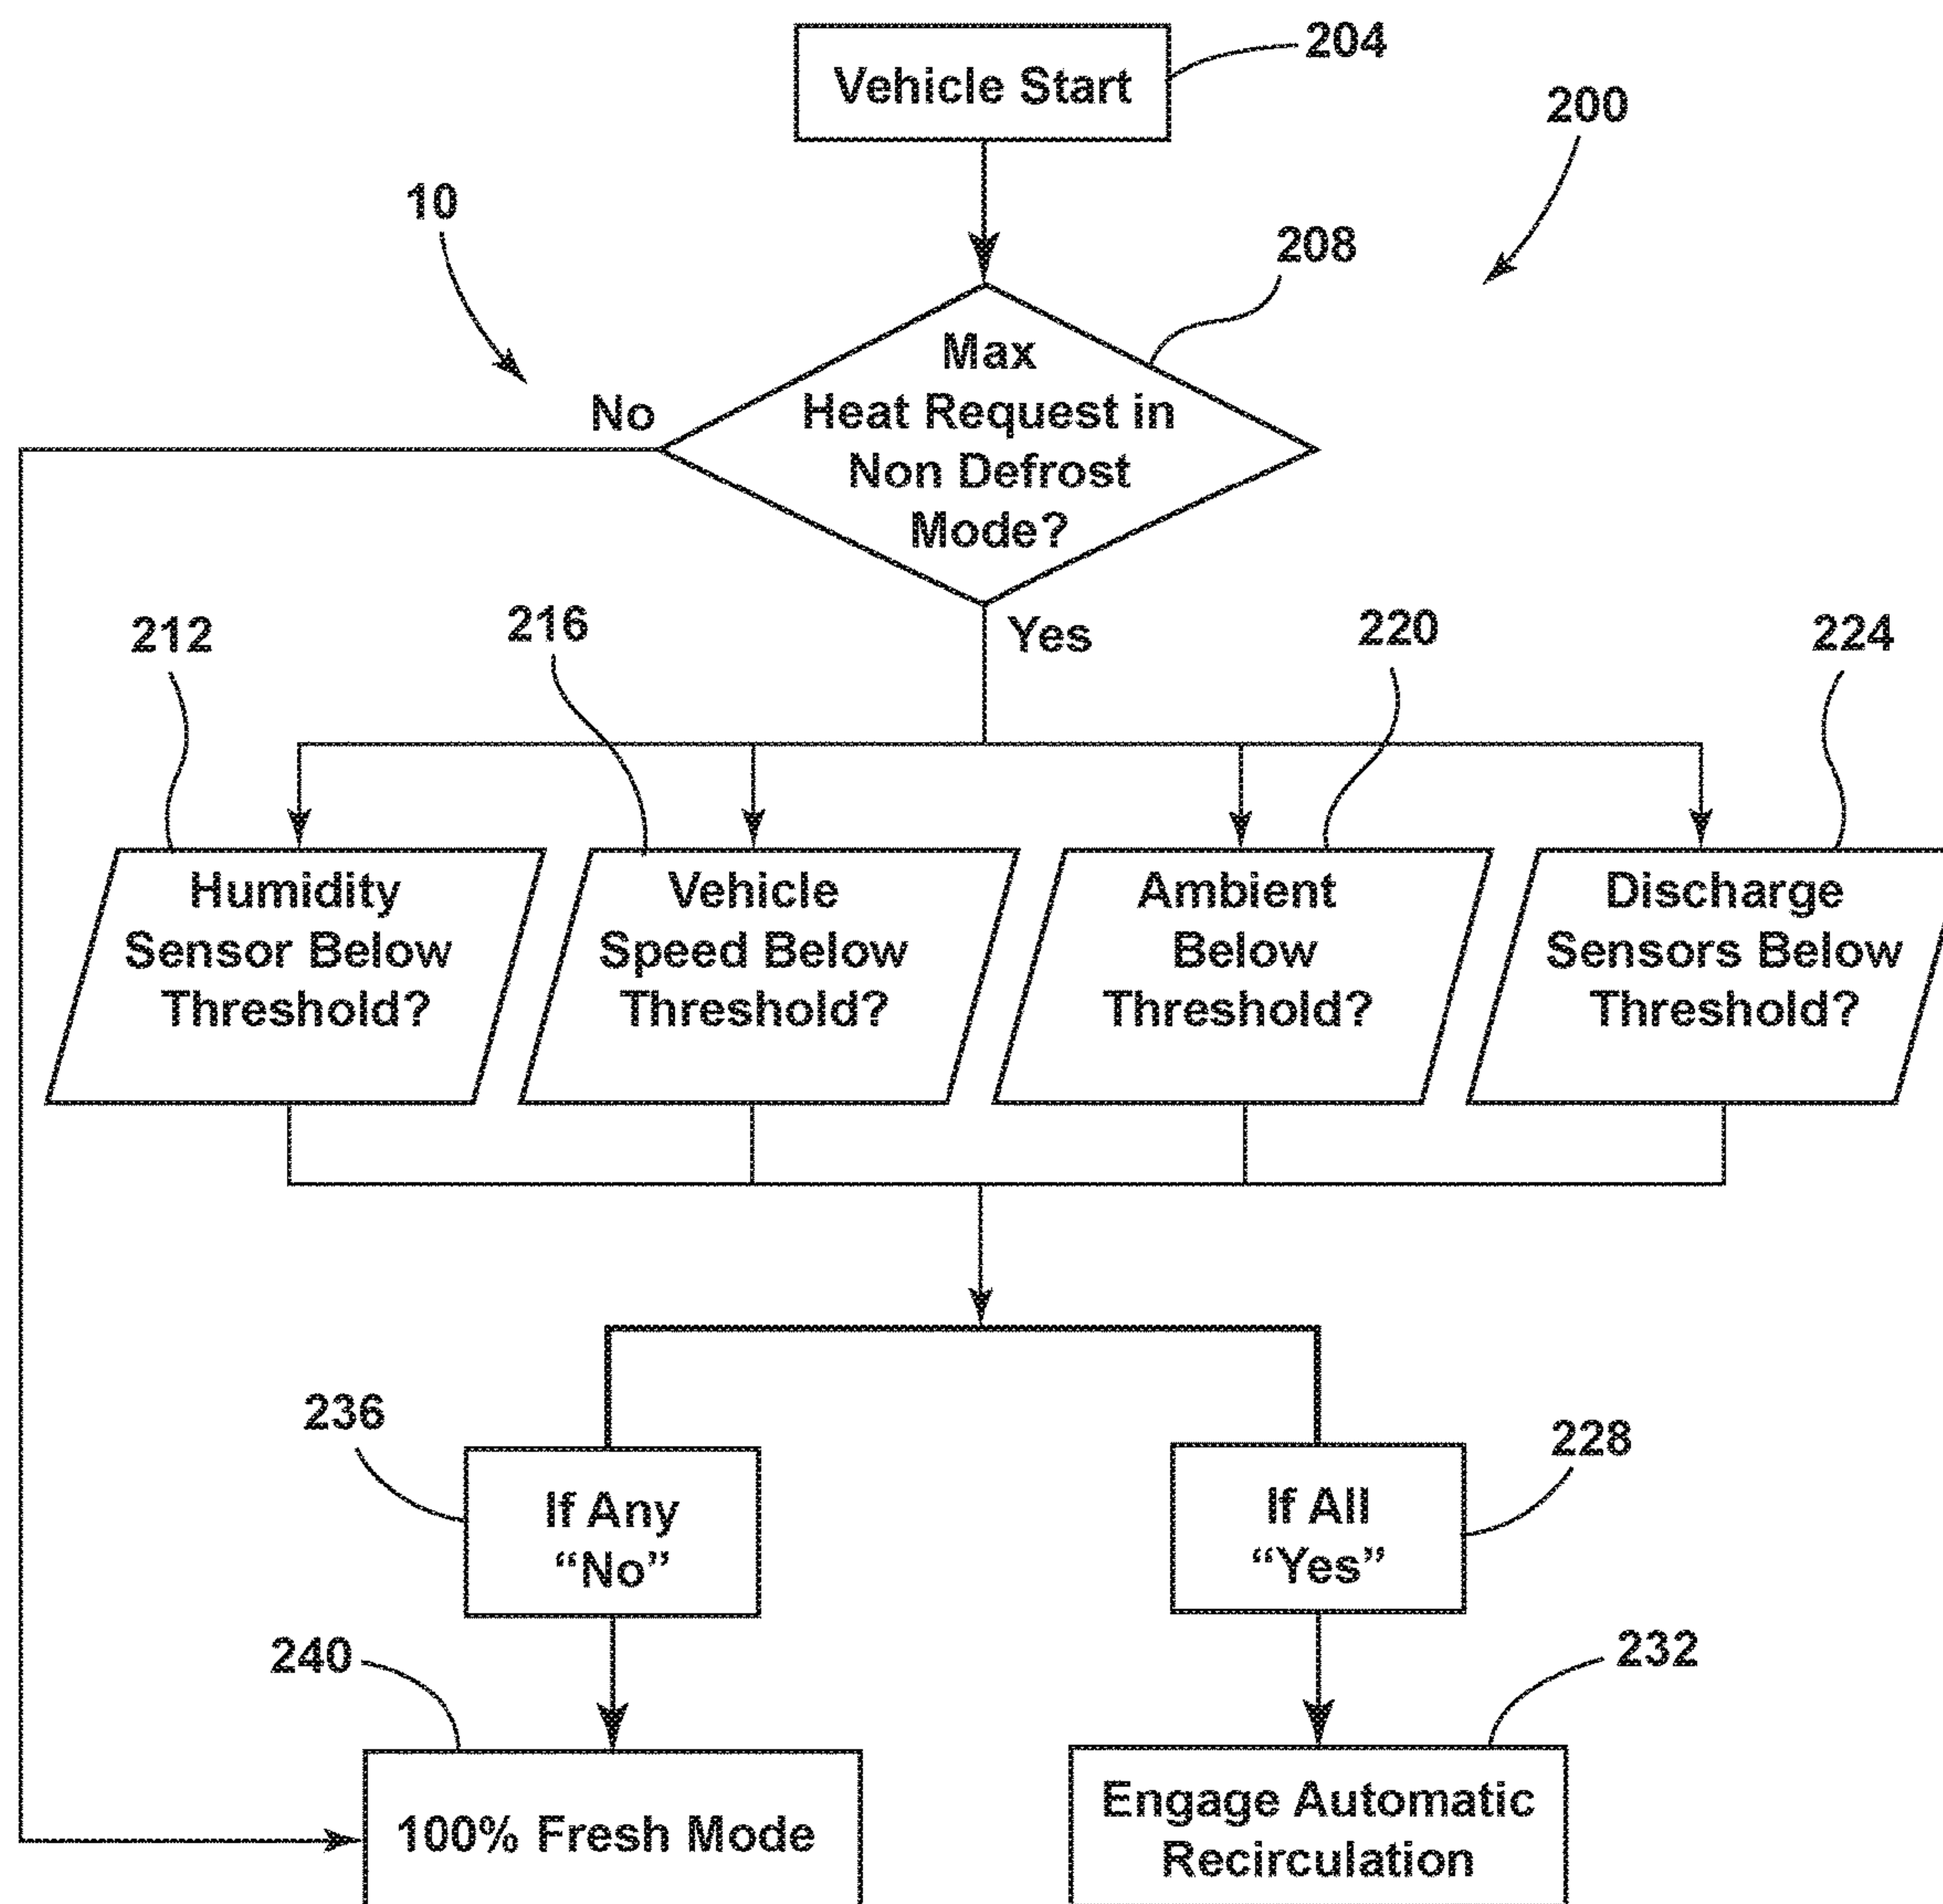 204
Vehicle Start
200
10
208
Max
Heat Request in
Non Defrost
Mode?
No
Yes
212
216
220
224
Humidity
Sensor Below
Threshold?
Vehicle
Speed Below
Threshold?
Ambient
Below
Threshold?
Discharge
Sensors Below
Threshold?
236
If Any
“No”
228
If All
“Yes”
240
100% Fresh Mode
232
Engage Automatic
Recirculation